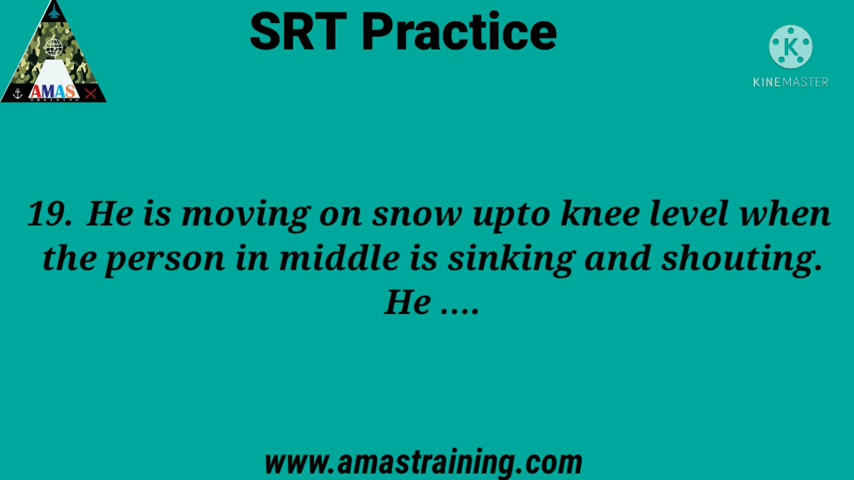 SRT Practice
AMAS
KINEMASTER
19. He is moving on snow upto knee level when
the person in middle is sinking and shouting.
He ....
www.amastraining.com